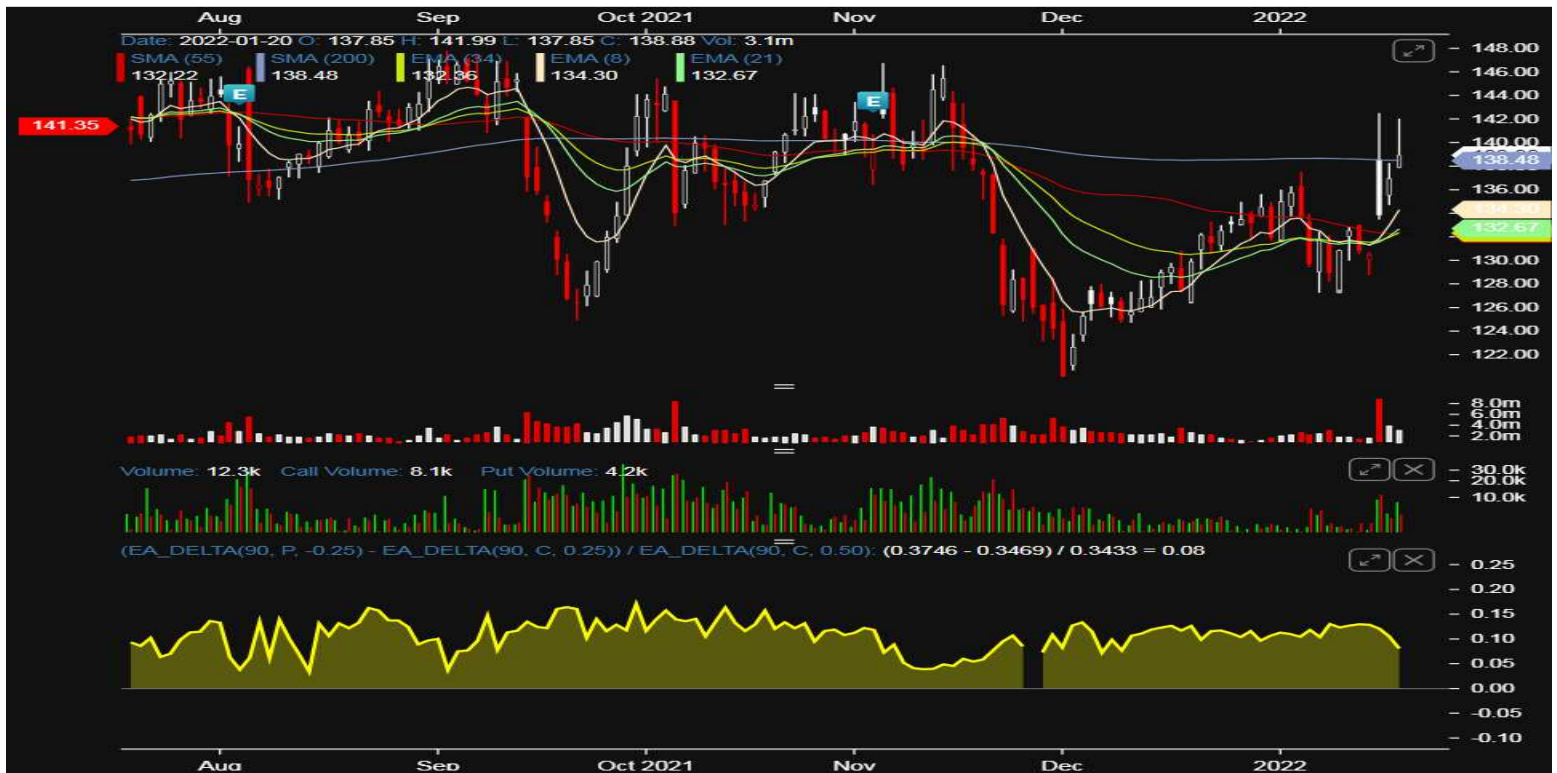 Aug Sep Oct 2021 Nov Dec 2022
Date: 2022-01-20 O: 137.85 H: 141.99 L: 137.85 C: 138.88 Vol: 3.1m
SMA (55) SMA (200) EMA (34) EMA (8) EMA (21)
132.22 138.48 132.36 134.30 132.67
148.00
146.00
E
144.00
E
141.35
142.00
140.00
138.48
136.00
134.30
132.67
130.00
128.00
126.00
124.00
122.00
8.0m
6.0m
4.0m
2.0m
Volume: 12.3k Call Volume: 8.1k Put Volume: 4.2k
30.0k
20.0k
10.0k
(EA_DELTA(90, P, -0.25) - EA_DELTA(90, C, 0.25)) / EA_DELTA(90, C, 0.50): (0.3746 - 0.3469) / 0.3433 = 0.08
0.25
0.20
0.15
0.10
0.05
0.00
-0.05
-0.10
Aug Sep Oct 2021 Nov Dec 2022